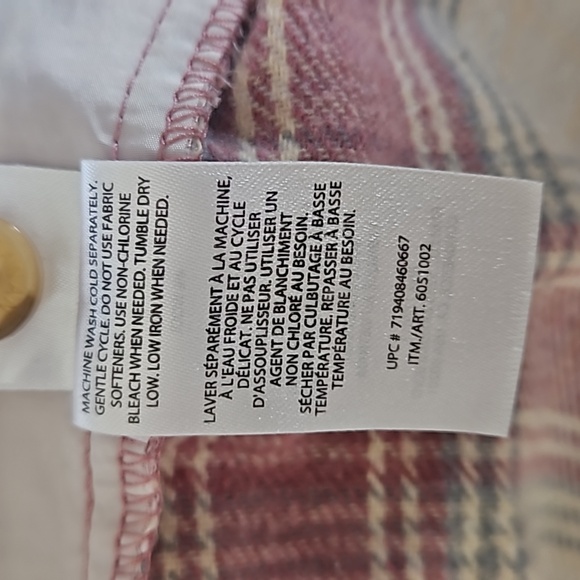 MACHINE WASH COLD SEPARATELY,
GENTLE CYCLE. DO NOT USE FABRIC
SOFTENERS. USE NON-CHLORINE
BLEACH WHEN NEEDED. TUMBLE DRY
LOW. LOW IRON WHEN NEEDED.
LAVER SÉPARÉMENT À LA MACHINE,
À L'EAU FROIDE ET AU CYCLE
DÉLICAT. NE PAS UTILISER
D'ASSOUPLISSEUR. UTILISER UN
AGENT DE BLANCHIMENT
NON CHLORÉ AU BESOIN.
SÉCHER PAR CULBUTAGE À BASSE
TEMPÉRATURE. REPASSER À BASSE
TEMPERATURE AU BESOIN.
UPC # 719408460667
ITM./ART. 6051002